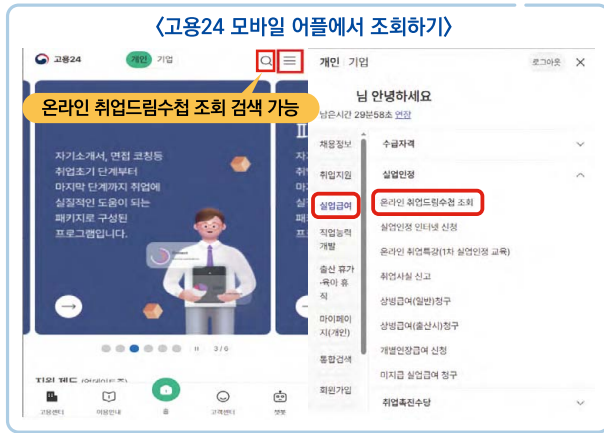 <고용24 모바일 어플에서 조회하기>
고용24 개인 기업
온라인 취업드림수첩 조회 검색 가능
자기소개서, 면접 코칭등
취업초기 단계부터
마지막 단계까지 취업에
실질적인 도움이 되는
패키지로 구성된
프로그램입니다.
3/6
고용센터 이용안내 홈 고객센터 챗봇
개인 기업 로그아웃
님 안녕하세요
남은시간 29분58초 연장
채용정보
취업지원
실업급여
직업능력
개발
출산 휴가
·육아 휴
직
마이페이
지(개인)
통합검색
회원가입
수급자격
실업인정
온라인 취업드림수첩 조회
실업인정 인터넷 신청
온라인 취업특강(1차 실업인정 교육)
취업사실 신고
상병급여(일반)청구
상병급여(출산시)청구
개별연장급여 신청
미지급 실업급여 청구
취업촉진수당